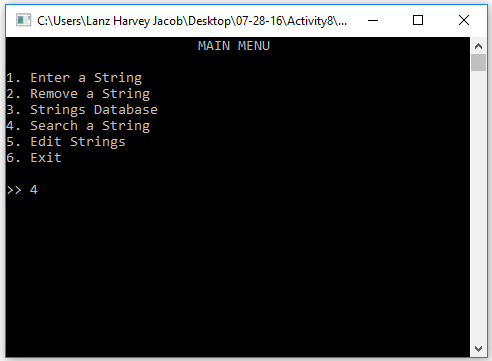 C:\Users\Lanz Harvey Jacob\Desktop\07-28-16\Activity8\...
MAIN MENU
1. Enter a String
2. Remove a String
3. Strings Database
4. Search a String
5. Edit Strings
6. Exit
>> 4